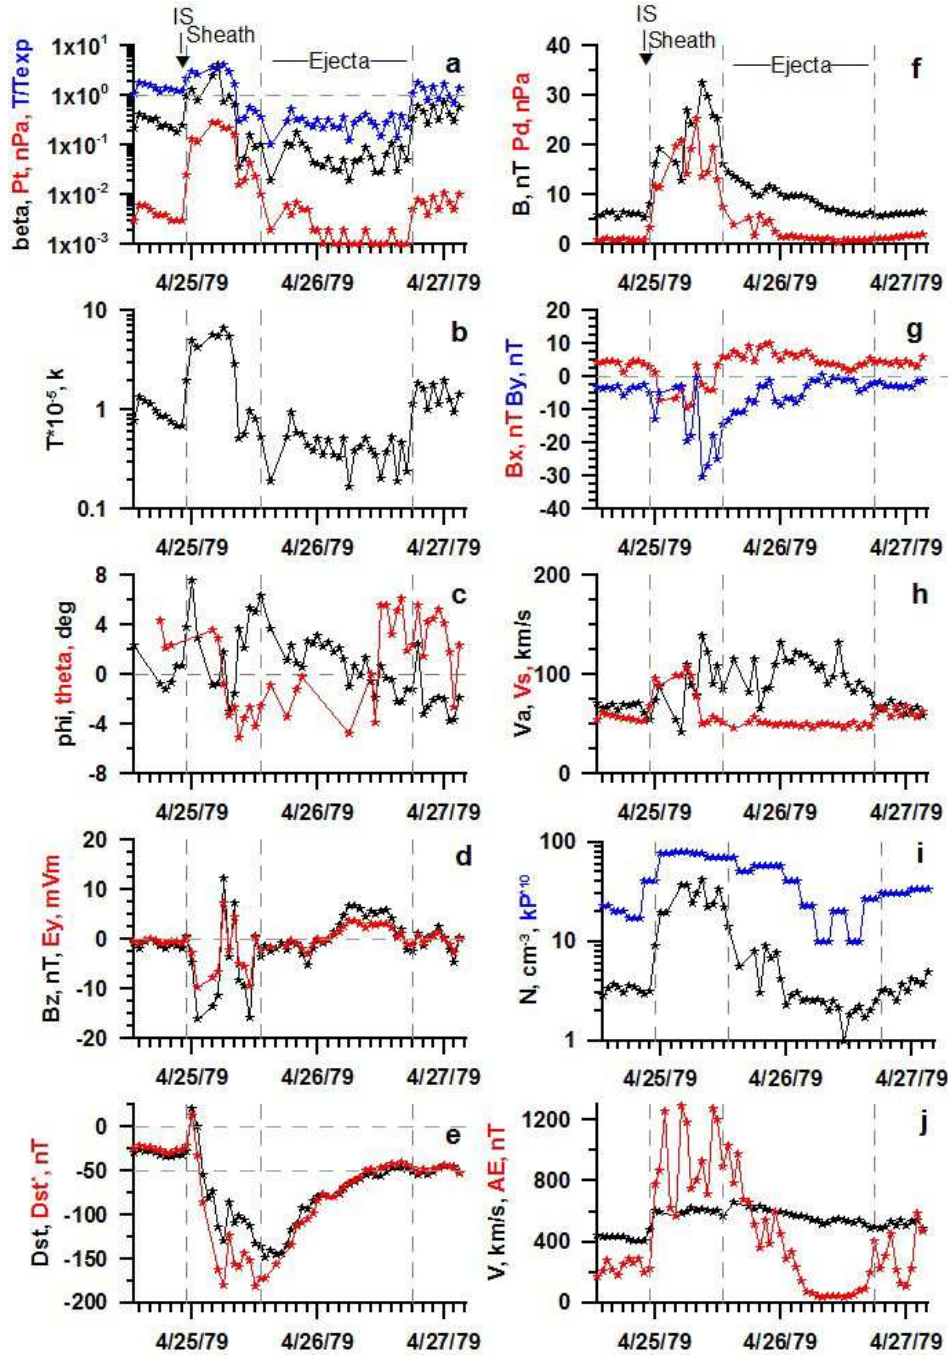 IS
Sheath
Ejecta
a
1x10^1
1x10^0
1x10^-1
1x10^-2
1x10^-3
beta, Pt, nPa, T/Texp
4/25/79 4/26/79 4/27/79
IS
Sheath
Ejecta
f
40
30
20
10
0
B, nT Pd, nPa
4/25/79 4/26/79 4/27/79
b
10
1
0.1
T*10^-5, k
4/25/79 4/26/79 4/27/79
g
20
10
0
-10
-20
-30
-40
Bx, nT By, nT
4/25/79 4/26/79 4/27/79
c
8
4
0
-4
-8
phi, theta, deg
4/25/79 4/26/79 4/27/79
h
200
100
0
Va, Vs, km/s
4/25/79 4/26/79 4/27/79
d
20
10
0
-10
-20
Bz, nT, Ey, mVm
4/25/79 4/26/79 4/27/79
i
100
10
1
N, cm^-3, kP*10
4/25/79 4/26/79 4/27/79
e
0
-50
-100
-150
-200
Dst, Dst*, nT
4/25/79 4/26/79 4/27/79
j
1200
800
400
0
V, km/s, AE, nT
4/25/79 4/26/79 4/27/79